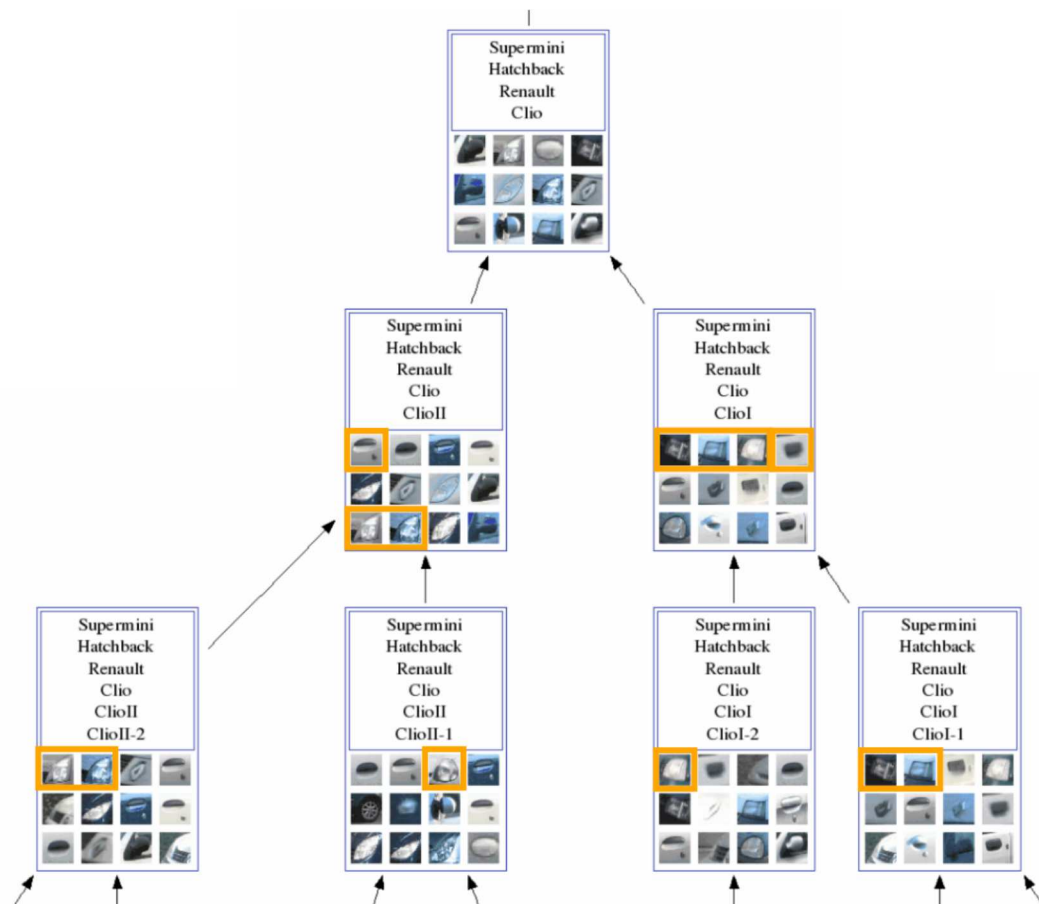 Supermini
Hatchback
Renault
Clio
Supermini
Hatchback
Renault
Clio
ClioII
Supermini
Hatchback
Renault
Clio
ClioI
Supermini
Hatchback
Renault
Clio
ClioII
ClioII-2
Supermini
Hatchback
Renault
Clio
ClioII
ClioII-1
Supermini
Hatchback
Renault
Clio
ClioI
ClioI-2
Supermini
Hatchback
Renault
Clio
ClioI
ClioI-1